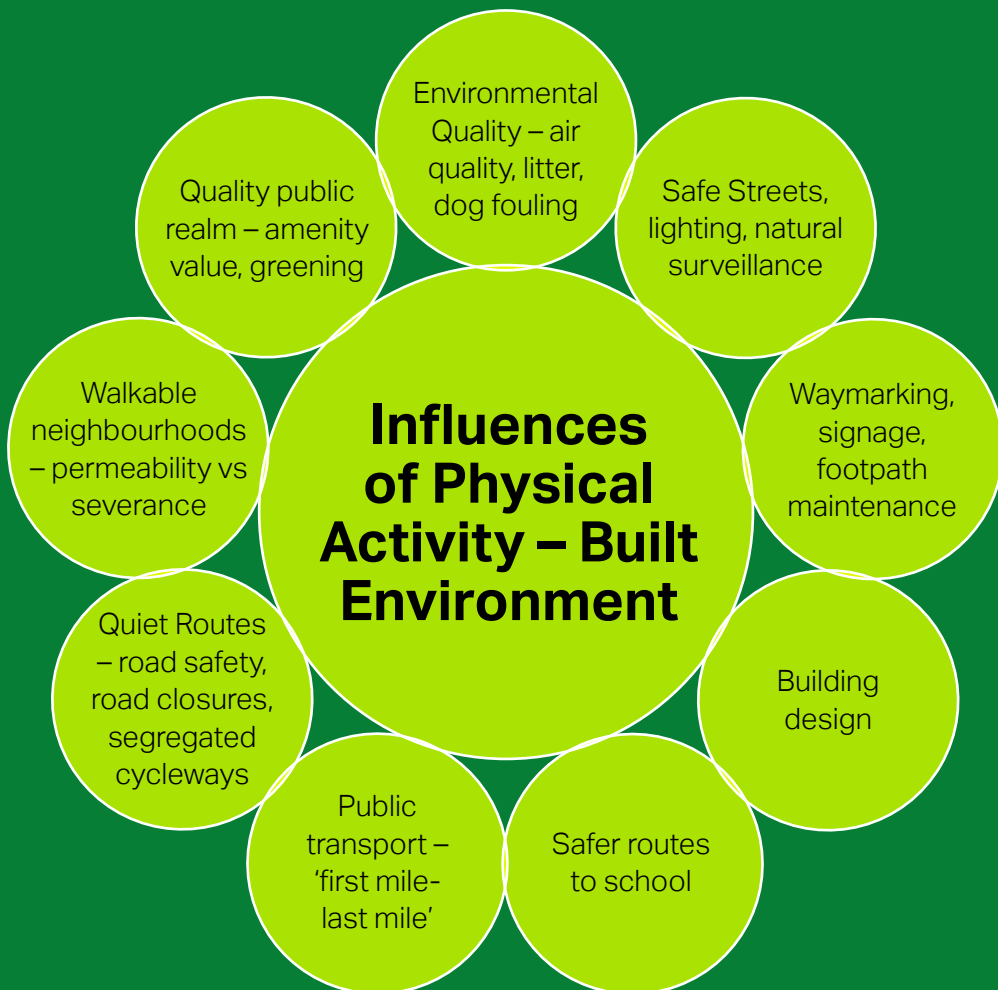 Environmental
Quality – air
quality, litter,
dog fouling
Safe Streets,
lighting, natural
surveillance
Waymarking,
signage,
footpath
maintenance
Building
design
Safer routes
to school
Public
transport –
‘first mile-
last mile’
Quiet Routes
– road safety,
road closures,
segregated
cycleways
Walkable
neighbourhoods
– permeability vs
severance
Quality public
realm – amenity
value, greening
Influences
of Physical
Activity – Built
Environment